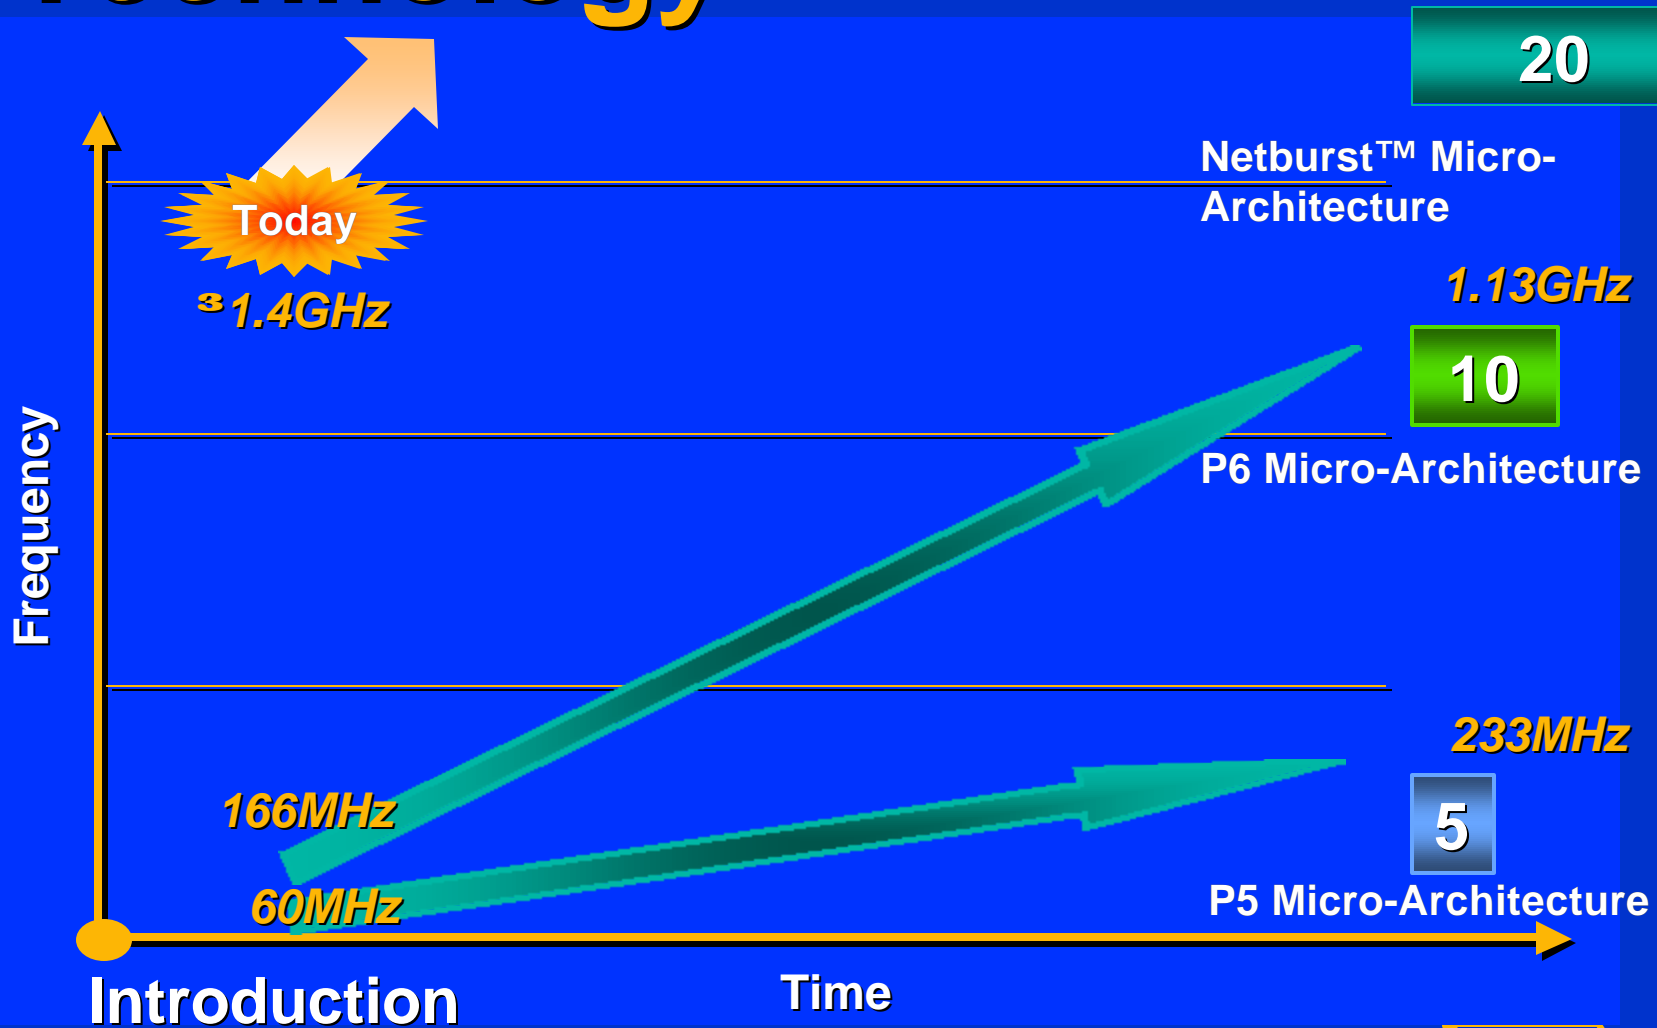 Technology
20
Netburst™ Micro-
Architecture
Today
1.13GHz
³1.4GHz
10
P6 Micro-Architecture
Frequency
233MHz
166MHz
5
60MHz
P5 Micro-Architecture
Introduction
Time